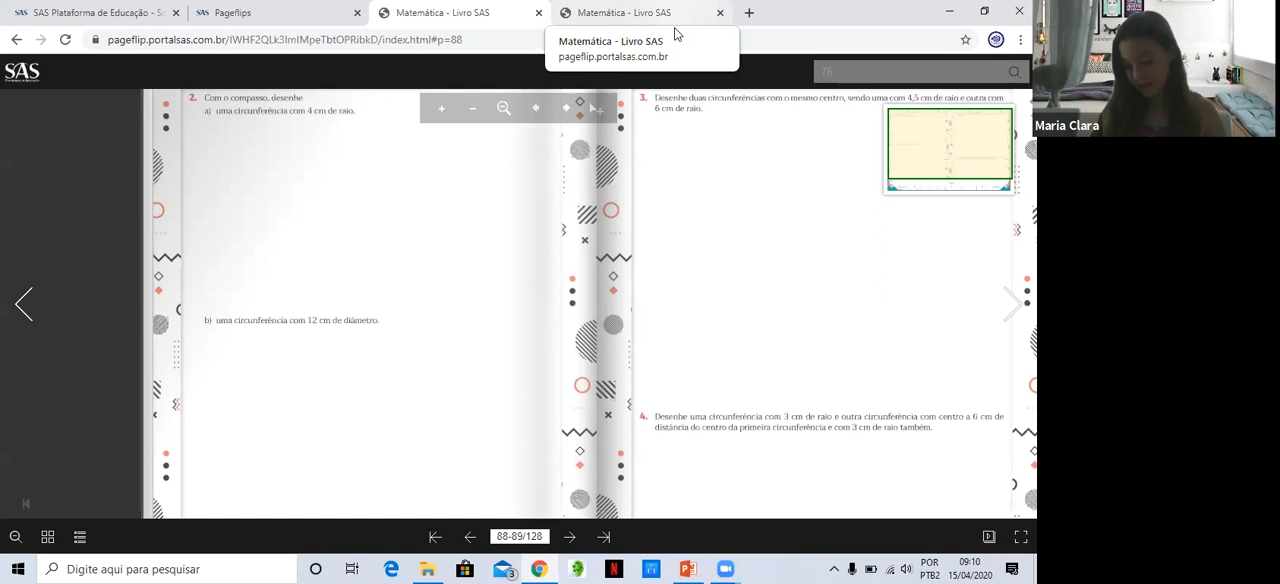 SAS Plataforma de Educação - So
Pageflips
Matemática - Livro SAS
Matemática - Livro SAS
pageflip.portalsas.com.br/IWHF2QLk3ImIMpeTbtOPRibkD/index.html#p=88
Matemática - Livro SAS
pageflip.portalsas.com.br
SAS
76
Maria Clara
2. Com o compasso, desenhe
a) uma circunferência com 4 cm de raio.
b) uma circunferência com 12 cm de diâmetro.
3. Desenhe duas circunferências com o mesmo centro, sendo uma com 4,5 cm de raio e outra com
6 cm de raio.
4. Desenhe uma circunferência com 3 cm de raio e outra circunferência com centro a 6 cm de
distância do centro da primeira circunferência e com 3 cm de raio também.
88-89/128
Digite aqui para pesquisar
3
POR
PTB2
09:10
15/04/2020